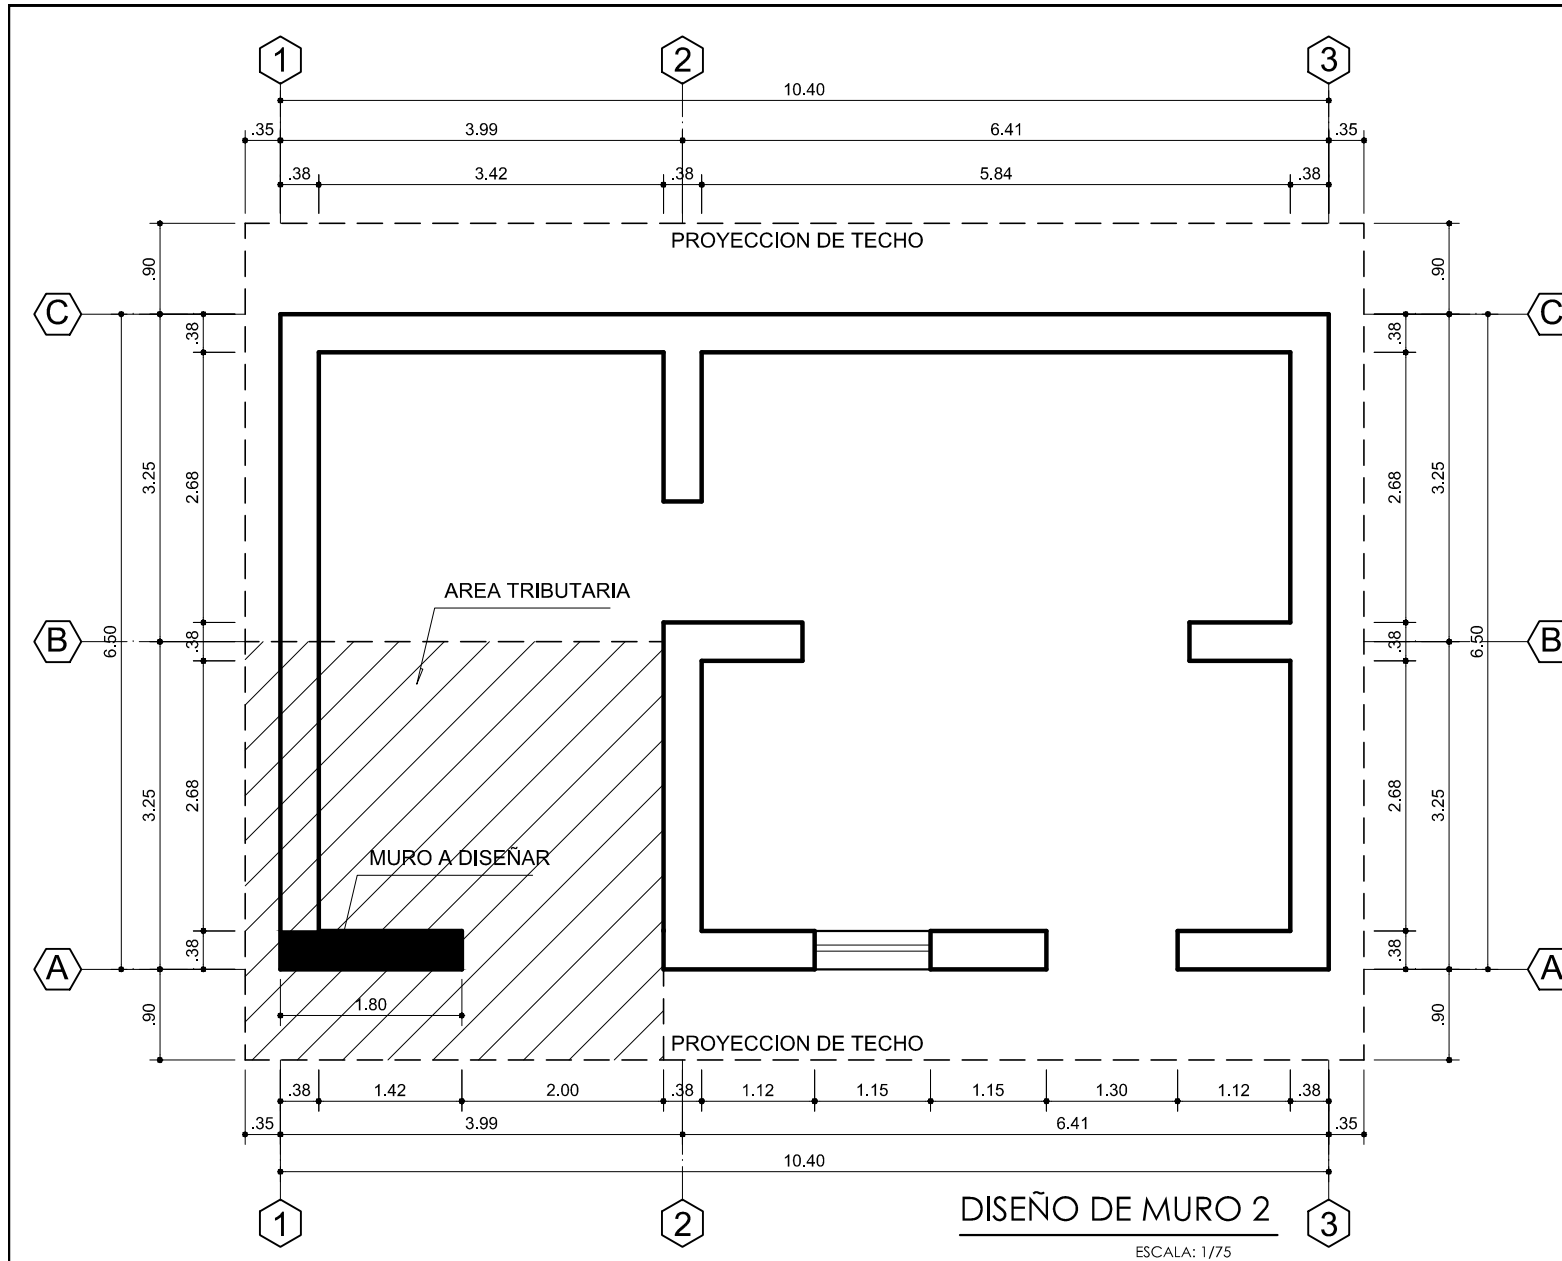 1 2 3
10.40
.35 3.99 6.41 .35
.38 3.42 .38 5.84 .38
PROYECCION DE TECHO
.90 .90
C C
.38 .38
3.25 2.68 2.68 3.25
AREA TRIBUTARIA
B 6.50 .38 .38 6.50 B
3.25 2.68 2.68 3.25
MURO A DISEÑAR
.38 .38
A A
1.80
.90 .90
PROYECCION DE TECHO
.38 1.42 2.00 .38 1.12 1.15 1.15 1.30 1.12 .38
.35 3.99 6.41 .35
10.40
1 2 3
DISEÑO DE MURO 2
ESCALA: 1/75